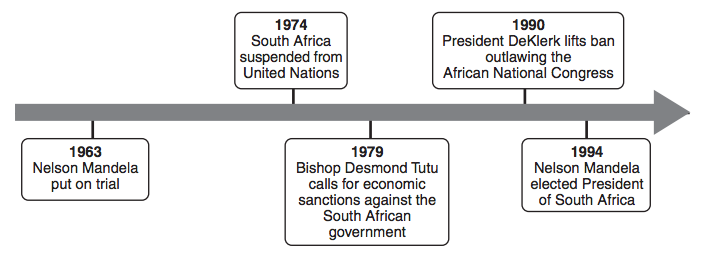 1963
Nelson Mandela
put on trial
1974
South Africa
suspended from
United Nations
1979
Bishop Desmond Tutu
calls for economic
sanctions against the
South African
government
1990
President DeKlerk lifts ban
outlawing the
African National Congress
1994
Nelson Mandela
elected President
of South Africa